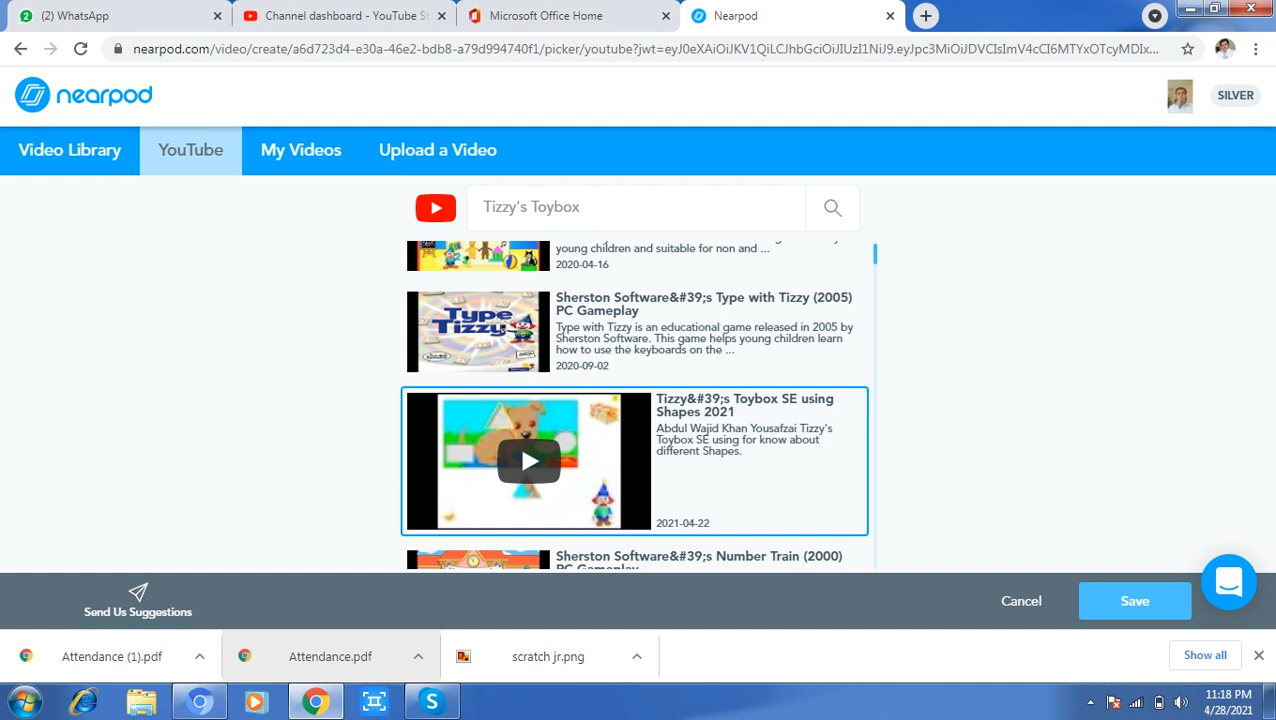 (2) WhatsApp
Channel dashboard - YouTube St
Microsoft Office Home
Nearpod
nearpod.com/video/create/a6d723d4-e30a-46e2-bdb8-a79d994740f1/picker/youtube?jwt=eyJ0eXAiOiJKV1QiLCJhbGciOiJIUzI1NiJ9.eyJpc3MiOiJDVCIsImV4cCI6MTYxOTcyMDIx...
nearpod
SILVER
Video Library
YouTube
My Videos
Upload a Video
Tizzy's Toybox
young children and suitable for non and ...
2020-04-16
Sherston Software&#39;s Type with Tizzy (2005)
PC Gameplay
Type with Tizzy is an educational game released in 2005 by
Sherston Software. This game helps young children learn
how to use the keyboards on the ...
2020-09-02
Type
Tizzy
Tizzy&#39;s Toybox SE using
Shapes 2021
Abdul Wajid Khan Yousafzai Tizzy's
Toybox SE using for know about
different Shapes.
2021-04-22
Sherston Software&#39;s Number Train (2000)
PC Gameplay
Send Us Suggestions
Cancel
Save
Attendance (1).pdf
Attendance.pdf
scratch jr.png
Show all
11:18 PM
4/28/2021